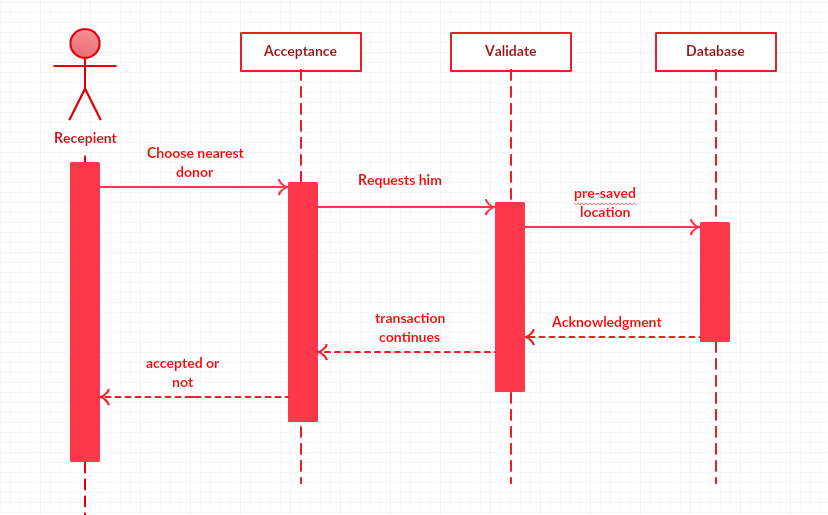 Acceptance
Validate
Database
Recepient
Choose nearest
donor
Requests him
pre-saved
location
Acknowledgment
transaction
continues
accepted or
not